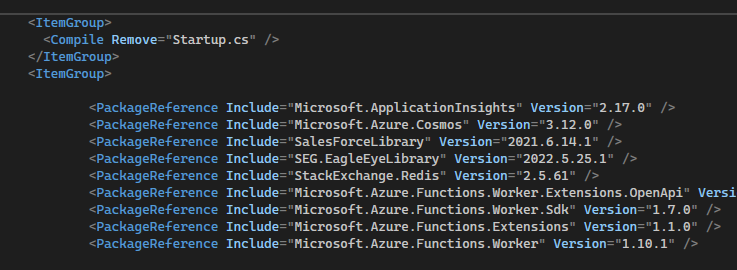 <ItemGroup>
<Compile Remove="Startup.cs" />
</ItemGroup>
<ItemGroup>
<PackageReference Include="Microsoft.ApplicationInsights" Version="2.17.0" />
<PackageReference Include="Microsoft.Azure.Cosmos" Version="3.12.0" />
<PackageReference Include="SalesForceLibrary" Version="2021.6.14.1" />
<PackageReference Include="SEG.EagleEyeLibrary" Version="2022.5.25.1" />
<PackageReference Include="StackExchange.Redis" Version="2.5.61" />
<PackageReference Include="Microsoft.Azure.Functions.Worker.Extensions.OpenApi" Versi
<PackageReference Include="Microsoft.Azure.Functions.Worker.Sdk" Version="1.7.0" />
<PackageReference Include="Microsoft.Azure.Functions.Extensions" Version="1.1.0" />
<PackageReference Include="Microsoft.Azure.Functions.Worker" Version="1.10.1" />